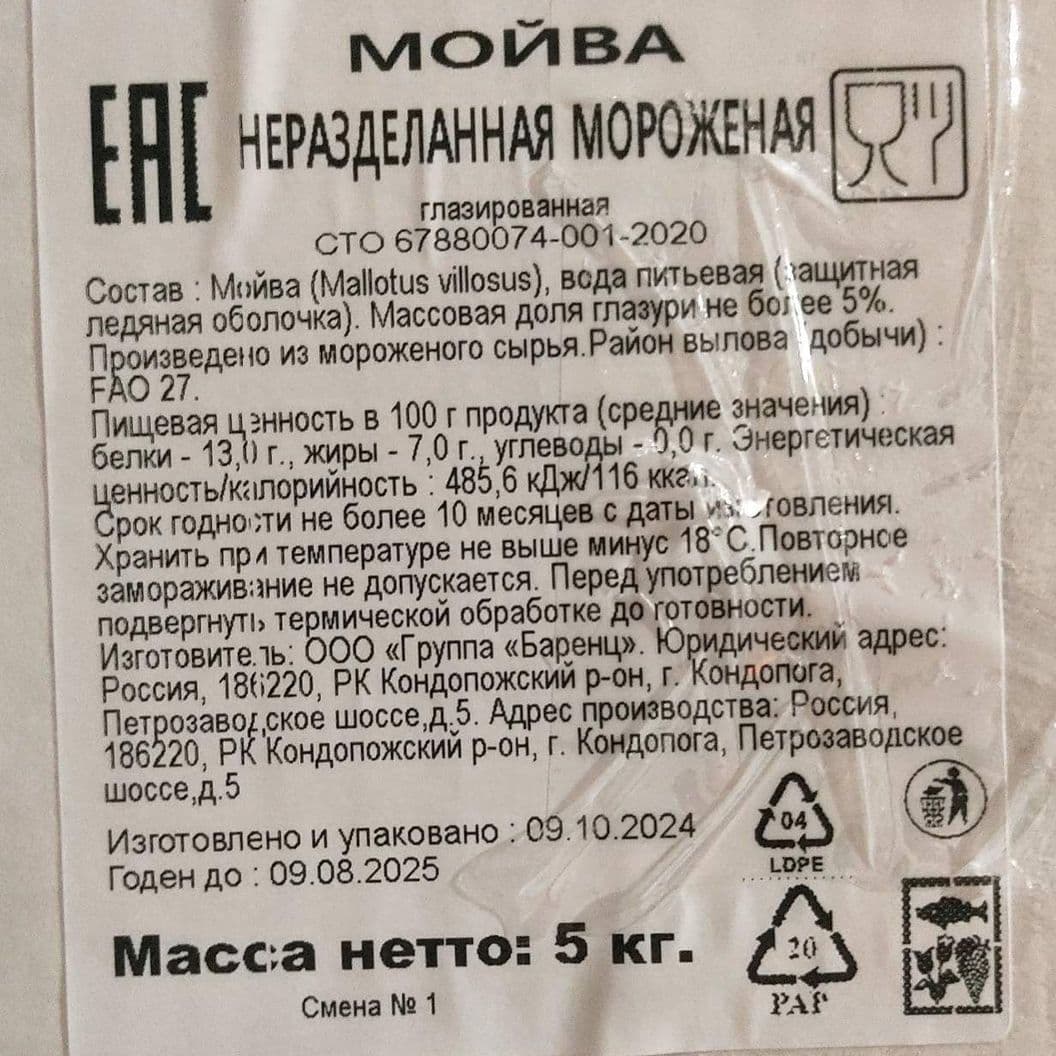 МОЙВА
ЕАС
НЕРАЗДЕЛАННАЯ МОРОЖЕНАЯ
глазированная
СТО 67880074-001-2020
Состав : Мойва (Mallotus villosus), вода питьевая (защитная
ледяная оболочка). Массовая доля глазури не более 5%.
Произведено из мороженого сырья.Район вылова (добычи) :
FAO 27.
Пищевая ценность в 100 г продукта (средние значения) :
белки - 13,0 г., жиры - 7,0 г., углеводы - 0,0 г. Энергетическая
ценность/калорийность : 485,6 кДж/116 ккал.
Срок годности не более 10 месяцев с даты изготовления.
Хранить при температуре не выше минус 18°С.Повторное
замораживание не допускается. Перед употреблением
подвергнуть термической обработке до готовности.
Изготовитель: ООО «Группа «Баренц». Юридический адрес:
Россия, 186220, РК Кондопожский р-он, г. Кондопога,
Петрозаводское шоссе,д.5. Адрес производства: Россия,
186220, РК Кондопожский р-он, г. Кондопога, Петрозаводское
шоссе,д.5
Изготовлено и упаковано : 09.10.2024
Годен до : 09.08.2025
04
LDPE
Масса нетто: 5 кг.
20
PAP
Смена № 1